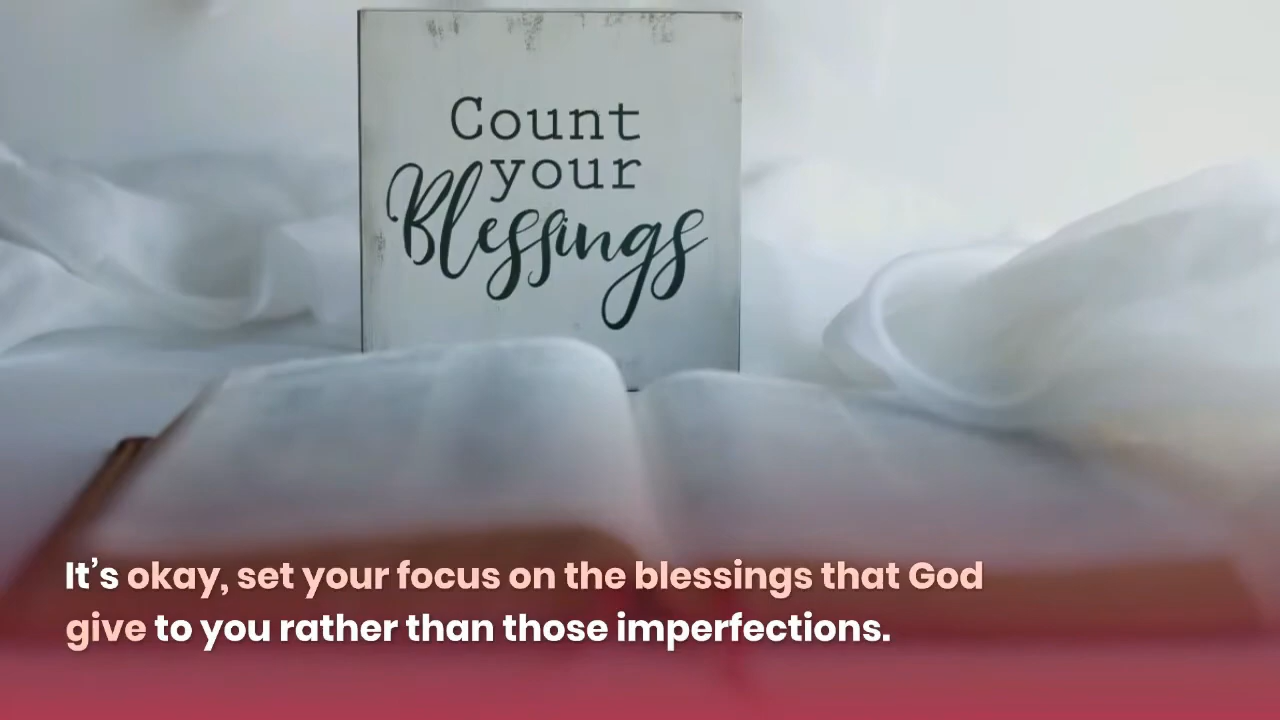 Count
your
Blessings
It’s okay, set your focus on the blessings that God
give to you rather than those imperfections.